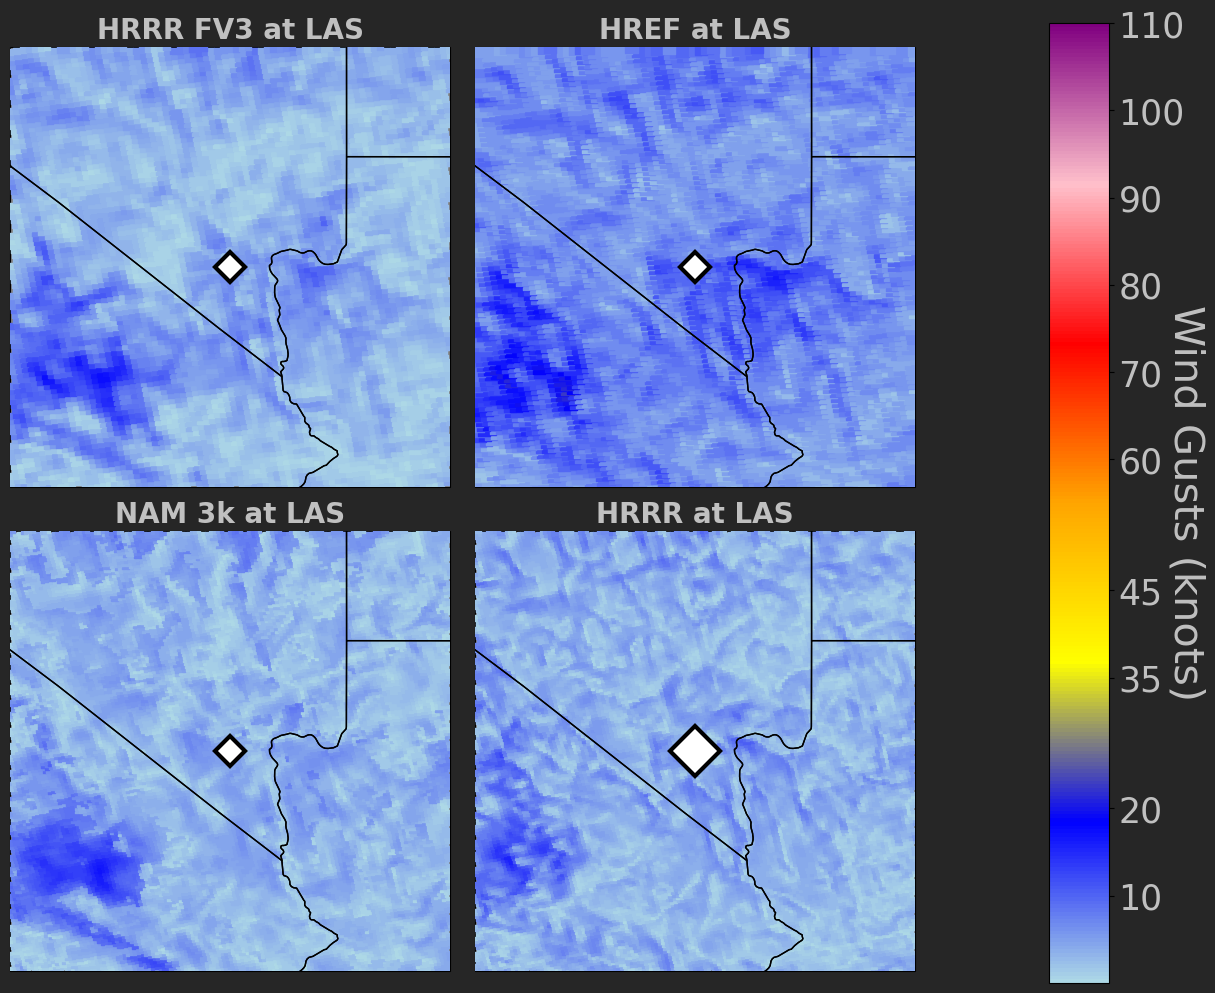 HRRR FV3 at LAS
HREF at LAS
NAM 3k at LAS
HRRR at LAS
110
100
90
80
70
60
45
35
20
10
Wind Gusts (knots)